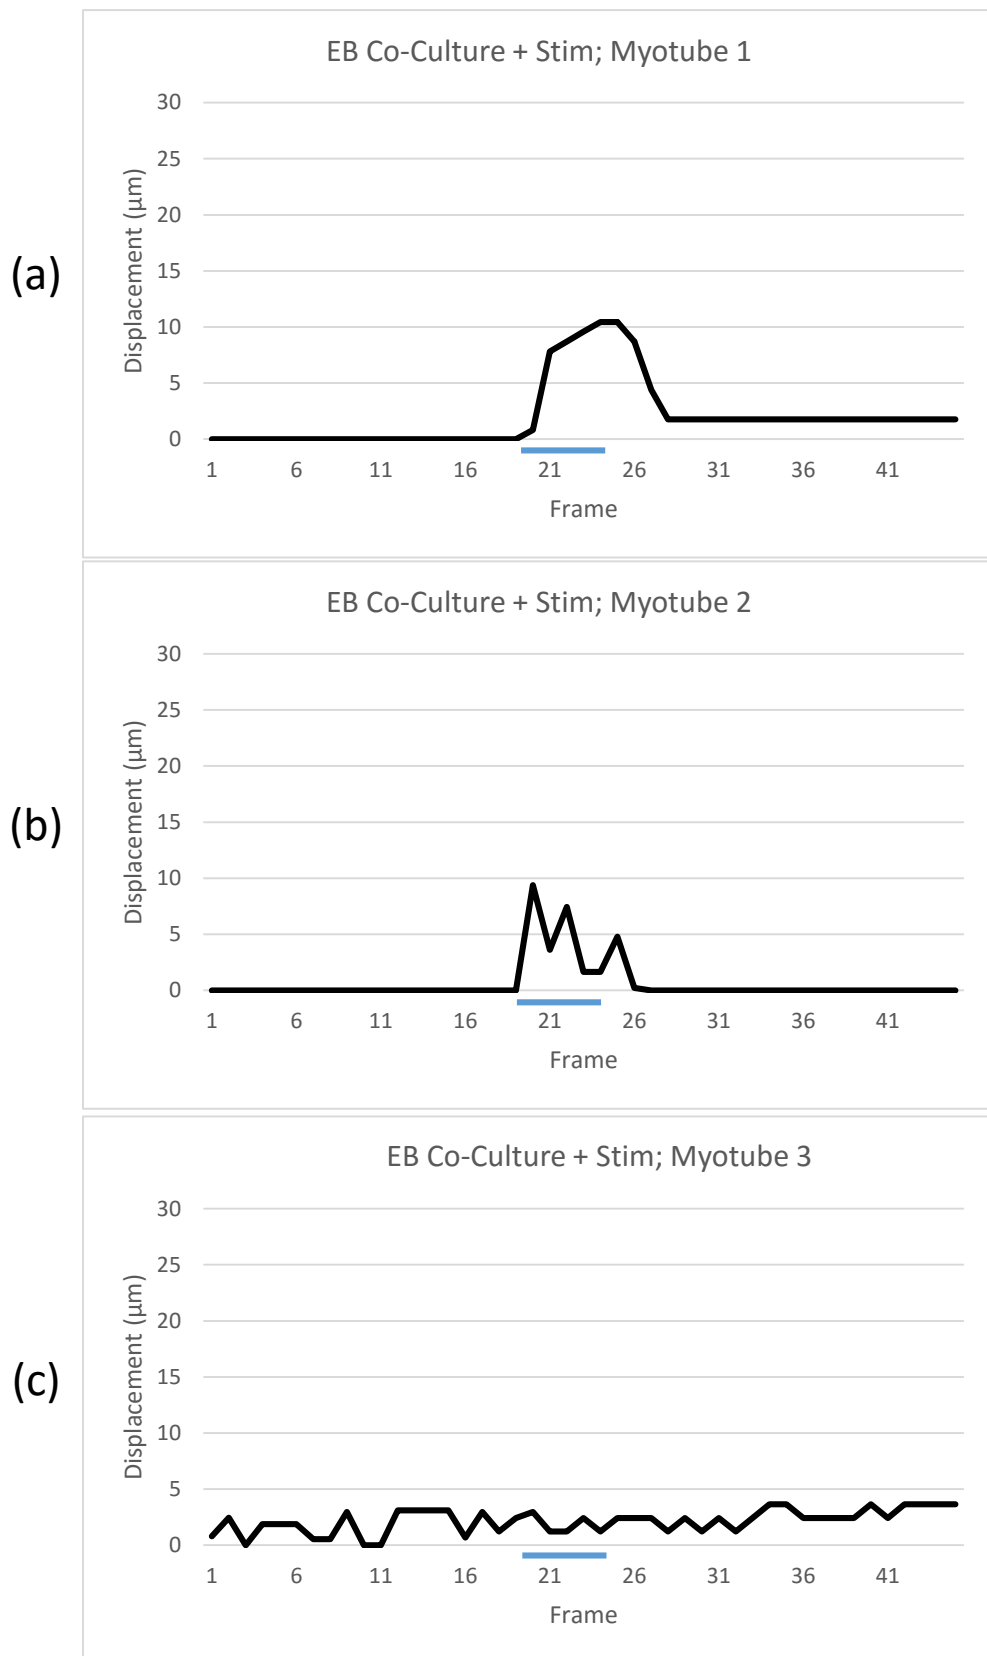 (a)
EB Co-Culture + Stim; Myotube 1
Displacement (µm)
30
25
20
15
10
5
0
1 6 11 16 21 26 31 36 41
Frame
(b)
EB Co-Culture + Stim; Myotube 2
Displacement (µm)
30
25
20
15
10
5
0
1 6 11 16 21 26 31 36 41
Frame
(c)
EB Co-Culture + Stim; Myotube 3
Displacement (µm)
30
25
20
15
10
5
0
1 6 11 16 21 26 31 36 41
Frame